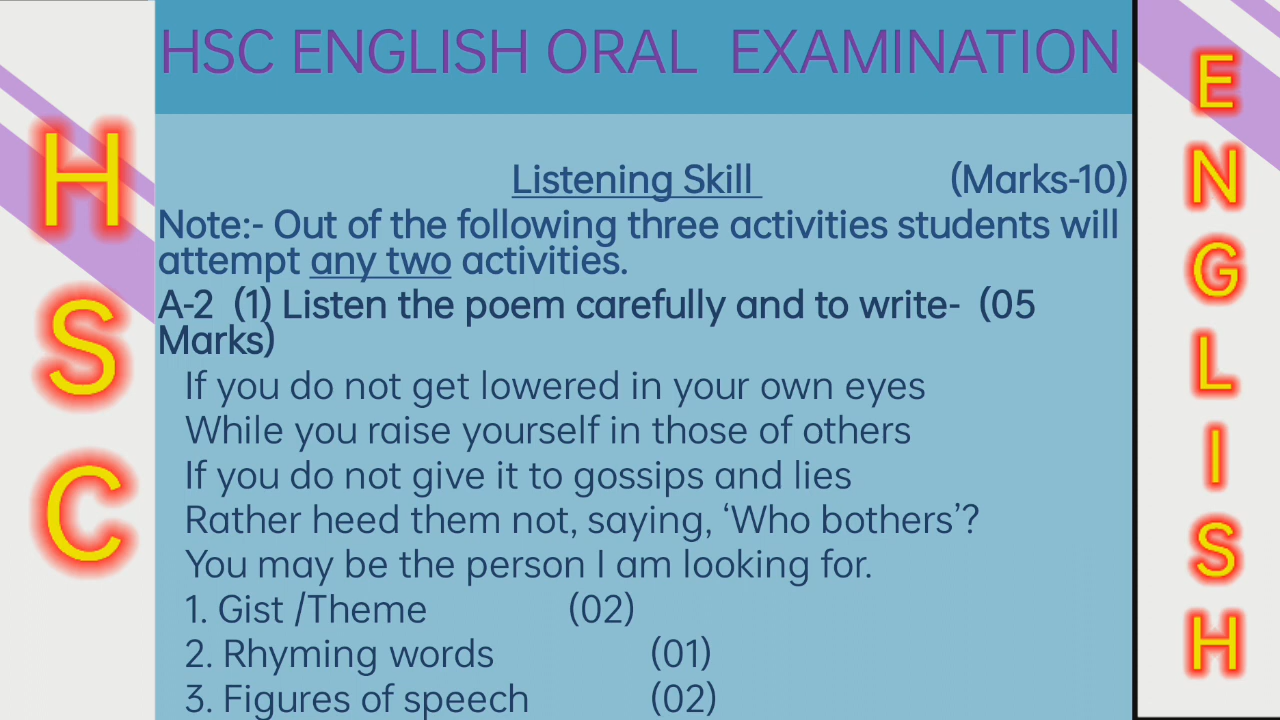 HSC ENGLISH ORAL EXAMINATION
HSC
ENGLISH
Listening Skill (Marks-10)
Note:- Out of the following three activities students will
attempt any two activities.
A-2 (1) Listen the poem carefully and to write- (05
Marks)
If you do not get lowered in your own eyes
While you raise yourself in those of others
If you do not give it to gossips and lies
Rather heed them not, saying, ‘Who bothers’?
You may be the person I am looking for.
1. Gist /Theme (02)
2. Rhyming words (01)
3. Figures of speech (02)